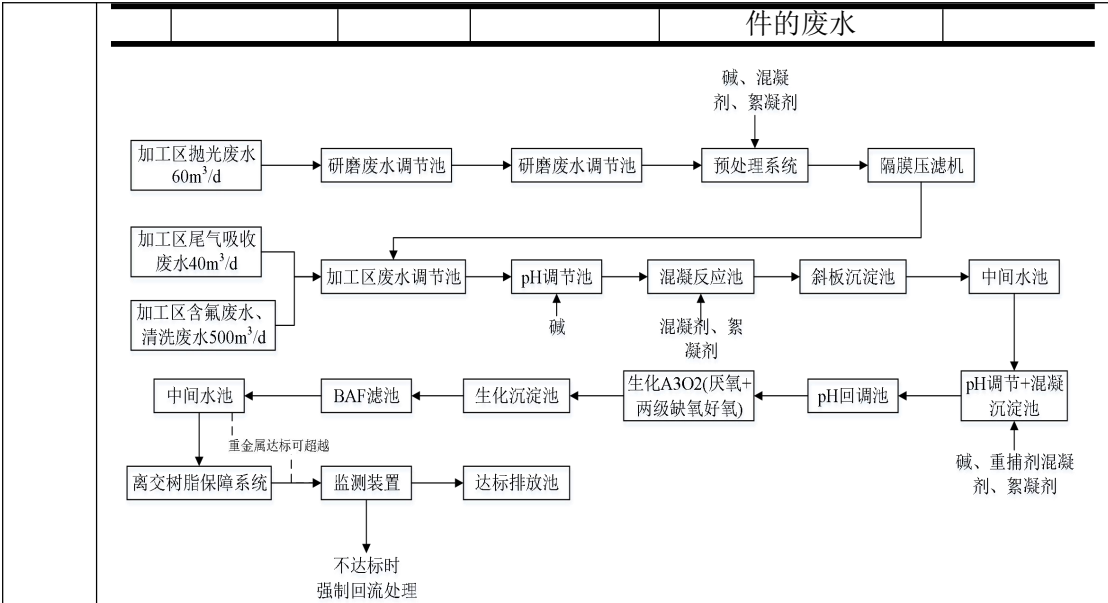 件的废水
碱、混凝
剂、絮凝剂
加工区抛光废水
60m³/d
研磨废水调节池
研磨废水调节池
预处理系统
隔膜压滤机
加工区尾气吸收
废水40m³/d
加工区含氟废水、
清洗废水500m³/d
加工区废水调节池
pH调节池
混凝反应池
斜板沉淀池
中间水池
碱
混凝剂、絮
凝剂
中间水池
BAF滤池
生化沉淀池
生化A3O2(厌氧+
两级缺氧好氧)
pH回调池
pH调节+混凝
沉淀池
重金属达标可超越
碱、重捕剂混凝
剂、絮凝剂
离交树脂保障系统
监测装置
达标排放池
不达标时
强制回流处理